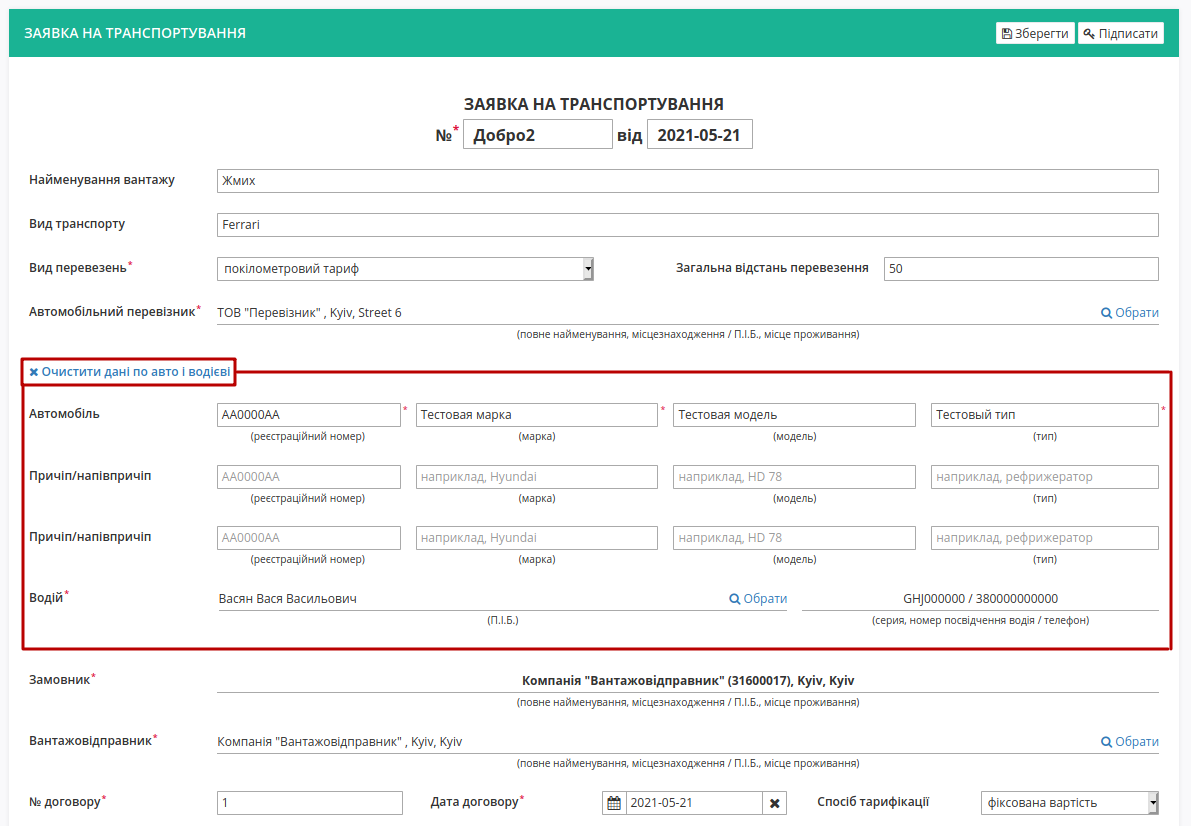 ЗАЯВКА НА ТРАНСПОРТУВАННЯ Зберегти Підписати
ЗАЯВКА НА ТРАНСПОРТУВАННЯ
№* Добро2 від 2021-05-21
Найменування вантажу Жмих
Вид транспорту Ferrari
Вид перевезень* покілометровий тариф Загальна відстань перевезення 50
Автомобільний перевізник* ТОВ "Перевізник" , Kyiv, Street 6 Обрати
(повне найменування, місцезнаходження / П.І.Б., місце проживання)
Очистити дані по авто і водієві
Автомобіль АА0000АА * Тестовая марка * Тестовая модель Тестовый тип *
(реєстраційний номер) (марка) (модель) (тип)
Причіп/напівпричіп АА0000АА наприклад, Hyundai наприклад, HD 78 наприклад, рефрижератор
(реєстраційний номер) (марка) (модель) (тип)
Причіп/напівпричіп АА0000АА наприклад, Hyundai наприклад, HD 78 наприклад, рефрижератор
(реєстраційний номер) (марка) (модель) (тип)
Водій* Васян Вася Васильович Обрати GHJ000000 / 380000000000
(П.І.Б.) (серия, номер посвідчення водія / телефон)
Замовник* Компанія "Вантажовідправник" (31600017), Kyiv, Kyiv
(повне найменування, місцезнаходження / П.І.Б., місце проживання)
Вантажовідправник* Компанія "Вантажовідправник" , Kyiv, Kyiv Обрати
(повне найменування, місцезнаходження / П.І.Б., місце проживання)
№ договору* 1 Дата договору* 2021-05-21 Спосіб тарифікації фіксована вартість